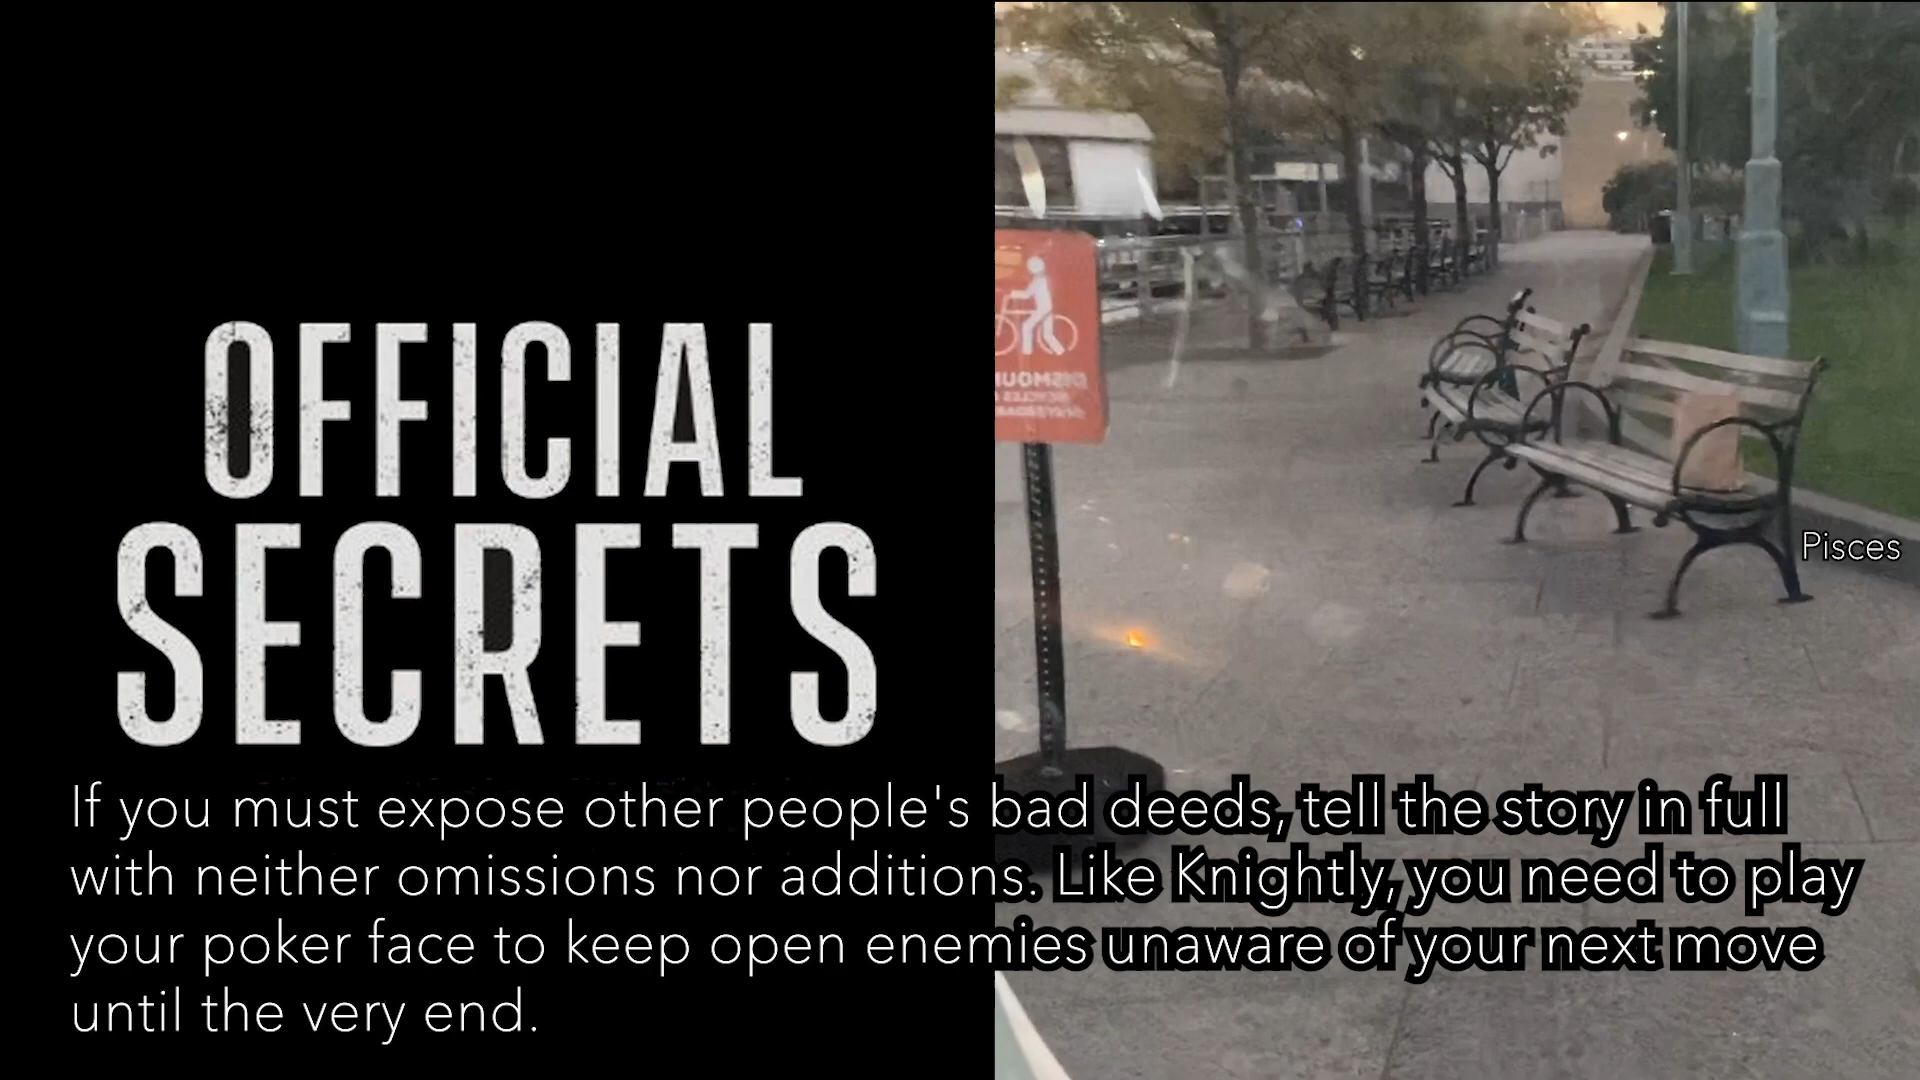 OFFICIAL
SECRETS
Pisces
If you must expose other people's bad deeds, tell the story in full
with neither omissions nor additions. Like Knightly, you need to play
your poker face to keep open enemies unaware of your next move
until the very end.